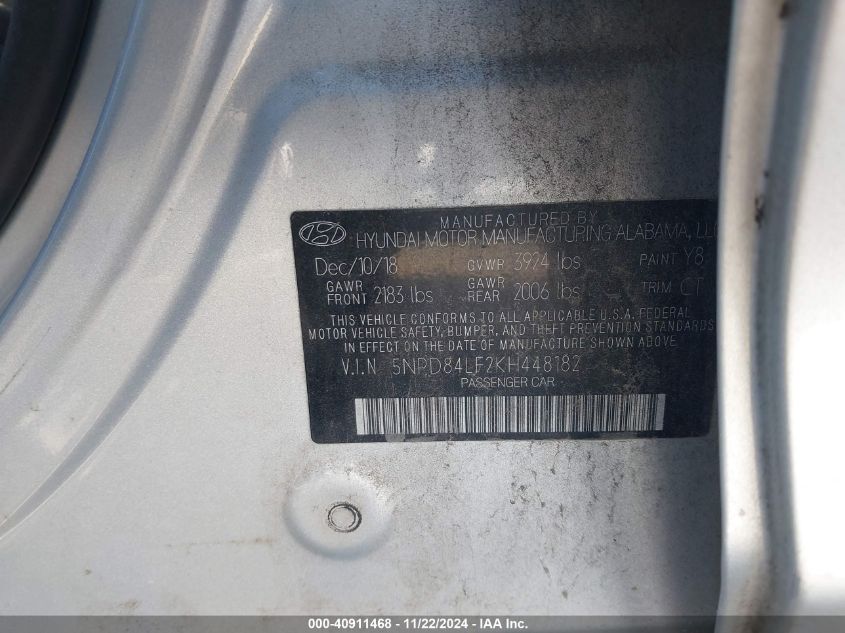 MANUFACTURED BY
HYUNDAI MOTOR MANUFACTURING ALABAMA, LLC
Dec/10/18 GVWR 3924 lbs PAINT Y8
GAWR FRONT 2183 lbs GAWR REAR 2006 lbs TRIM CT
THIS VEHICLE CONFORMS TO ALL APPLICABLE U.S.A. FEDERAL
MOTOR VEHICLE SAFETY, BUMPER, AND THEFT PREVENTION STANDARDS
IN EFFECT ON THE DATE OF MANUFACTURE SHOWN ABOVE
V.I.N 5NPD84LF2KH448182
PASSENGER CAR
000-40911468 - 11/22/2024 - IAA Inc.